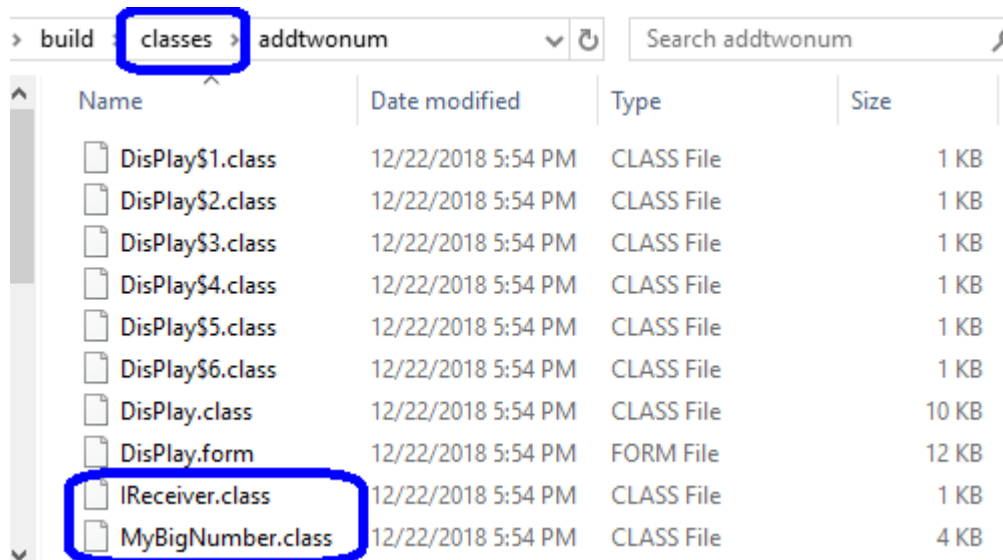 build classes addtwonum Search addtwonum
Name Date modified Type Size
DisPlay$1.class 12/22/2018 5:54 PM CLASS File 1 KB
DisPlay$2.class 12/22/2018 5:54 PM CLASS File 1 KB
DisPlay$3.class 12/22/2018 5:54 PM CLASS File 1 KB
DisPlay$4.class 12/22/2018 5:54 PM CLASS File 1 KB
DisPlay$5.class 12/22/2018 5:54 PM CLASS File 1 KB
DisPlay$6.class 12/22/2018 5:54 PM CLASS File 1 KB
DisPlay.class 12/22/2018 5:54 PM CLASS File 10 KB
DisPlay.form 12/22/2018 5:54 PM FORM File 12 KB
IReceiver.class 12/22/2018 5:54 PM CLASS File 1 KB
MyBigNumber.class 12/22/2018 5:54 PM CLASS File 4 KB